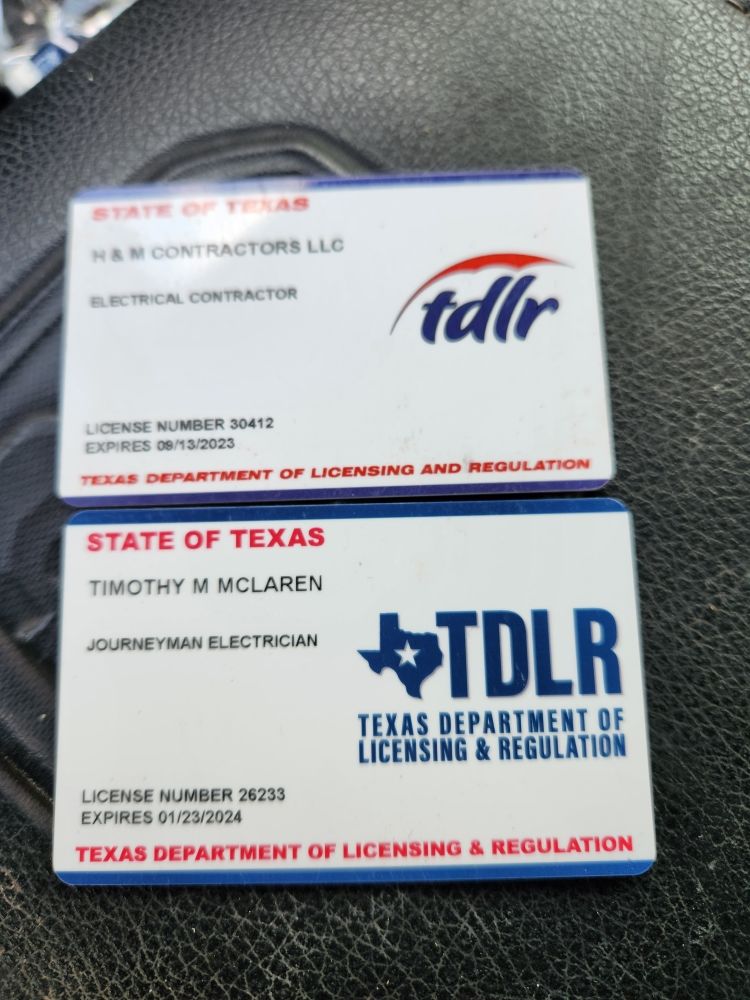 STATE OF TEXAS
H & M CONTRACTORS LLC
ELECTRICAL CONTRACTOR
tdlr
LICENSE NUMBER 30412
EXPIRES 09/13/2023
TEXAS DEPARTMENT OF LICENSING AND REGULATION
STATE OF TEXAS
TIMOTHY M MCLAREN
JOURNEYMAN ELECTRICIAN
TDLR
TEXAS DEPARTMENT OF
LICENSING & REGULATION
LICENSE NUMBER 26233
EXPIRES 01/23/2024
TEXAS DEPARTMENT OF LICENSING & REGULATION